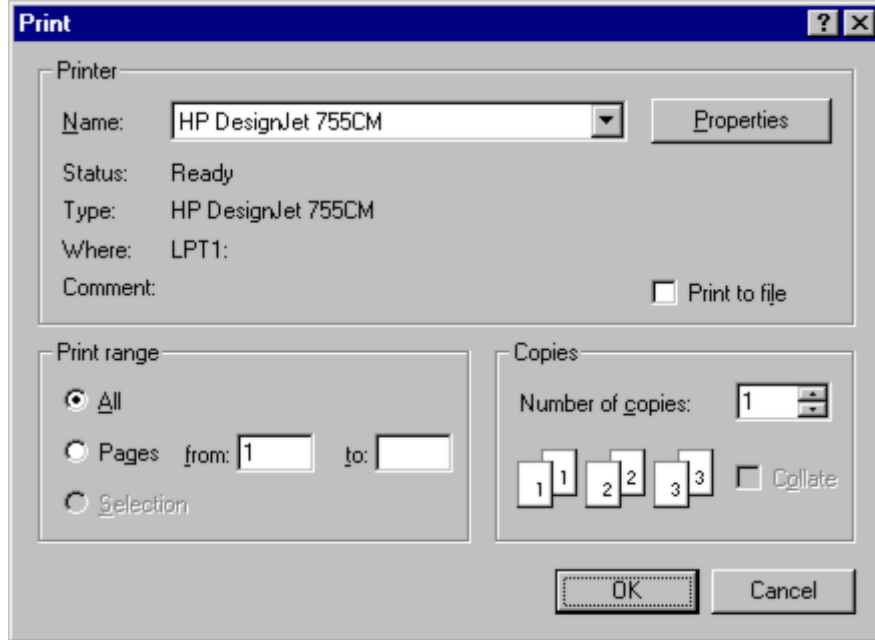 Print
Printer
Name: HP DesignJet 755CM Properties
Status: Ready
Type: HP DesignJet 755CM
Where: LPT1:
Comment:
Print to file
Print range
All
Pages from: 1 to:
Selection
Copies
Number of copies: 1
1 1 2 2 3 3 Collate
OK Cancel